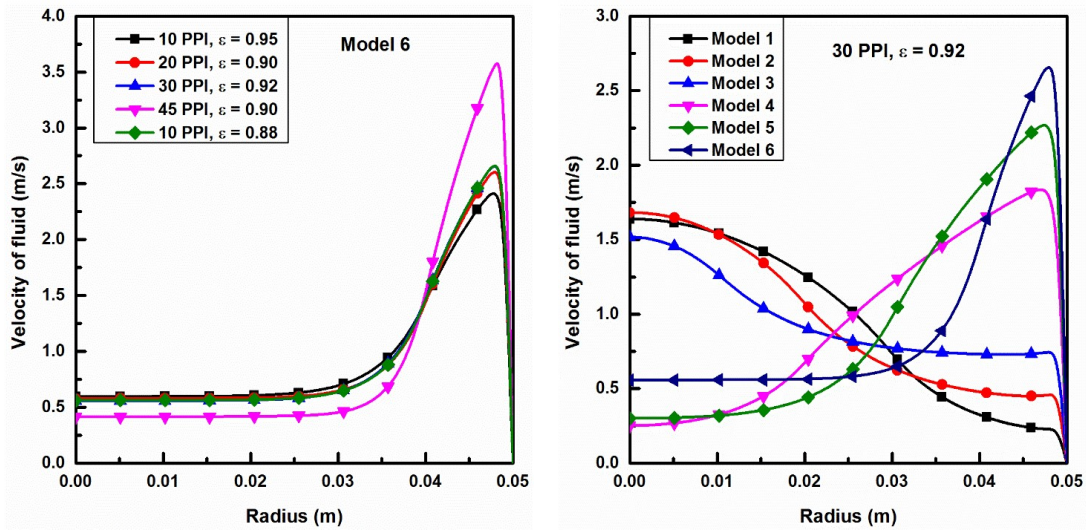 Model 6
10 PPI, ε = 0.95
20 PPI, ε = 0.90
30 PPI, ε = 0.92
45 PPI, ε = 0.90
10 PPI, ε = 0.88
4.0
3.5
3.0
2.5
2.0
1.5
1.0
0.5
0.0
Velocity of fluid (m/s)
0.00 0.01 0.02 0.03 0.04 0.05
Radius (m)
30 PPI, ε = 0.92
Model 1
Model 2
Model 3
Model 4
Model 5
Model 6
3.0
2.5
2.0
1.5
1.0
0.5
0.0
Velocity of fluid (m/s)
0.00 0.01 0.02 0.03 0.04 0.05
Radius (m)